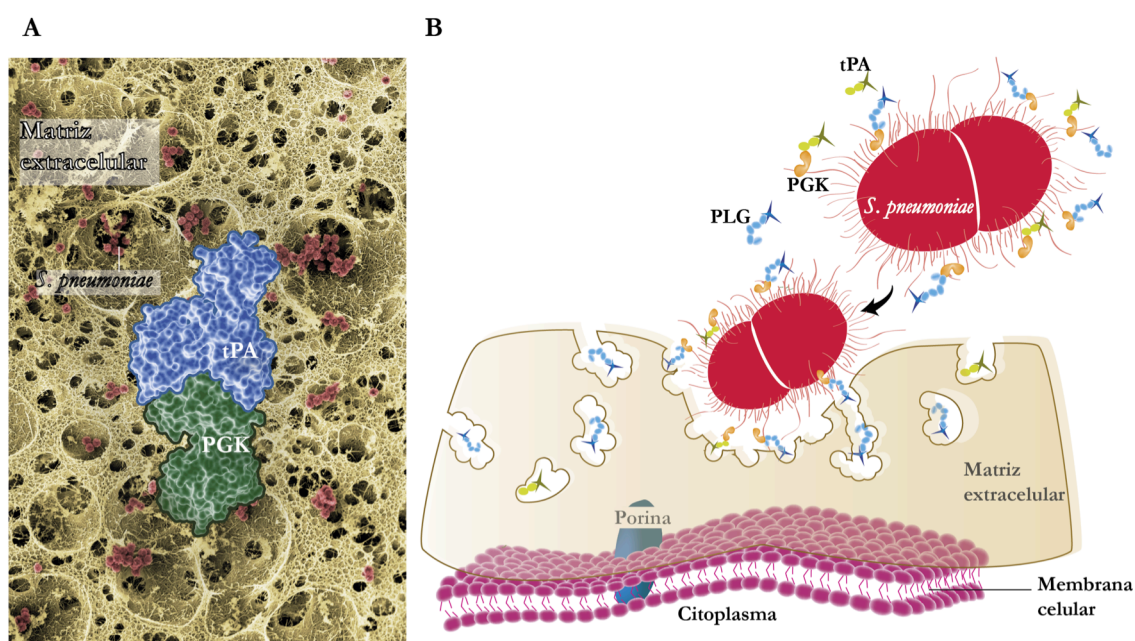 A
Matriz
extracelular
S. pneumoniae
tPA
PGK
B
tPA
PGK
S. pneumoniae
PLG
Matriz
extracelular
Porina
Membrana
celular
Citoplasma